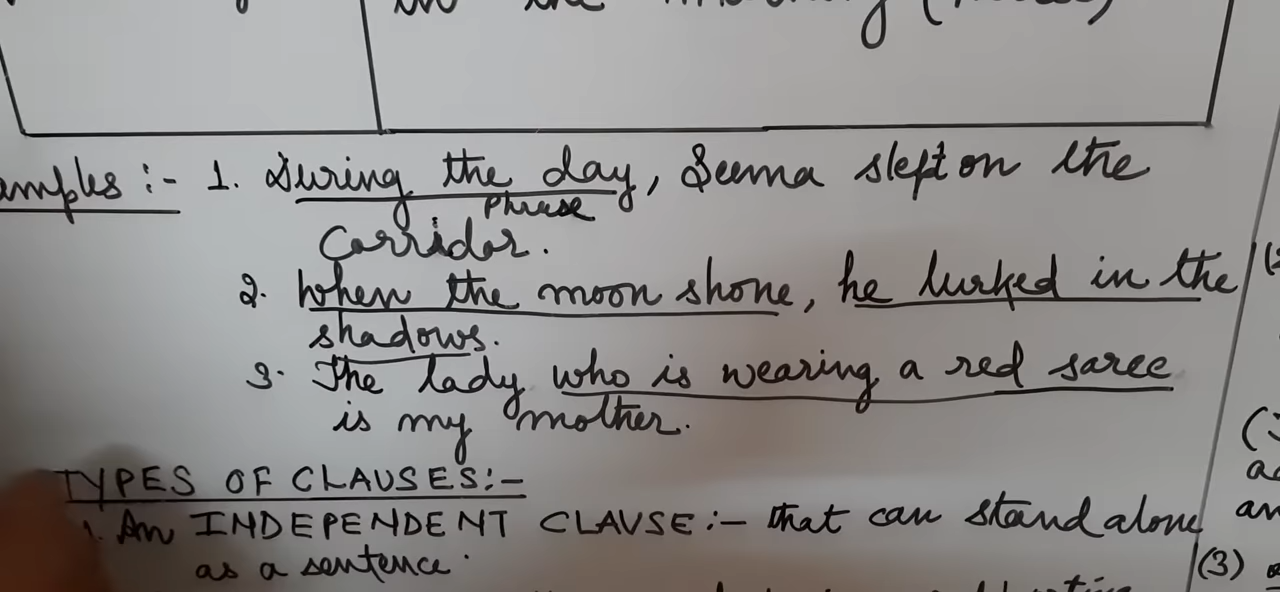 in the
amples :- 1. During the day, Seema slept on the
Phrase
Corridor.
2. When the moon shone, he lurked in the
shadows.
3. The lady who is wearing a red saree
is my mother.
TYPES OF CLAUSES:-
1. An INDEPENDENT CLAUSE :- that can stand alone
as a sentence.
(3)